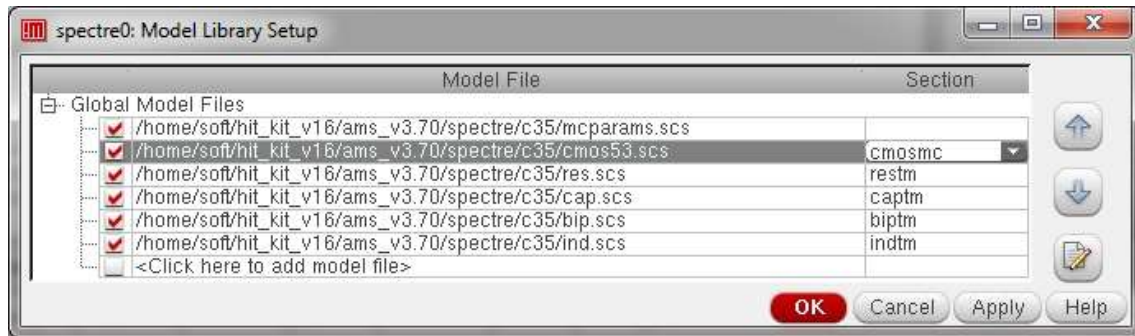 spectre0: Model Library Setup
Model File Section
Global Model Files
/home/soft/hit_kit_v16/ams_v3.70/spectre/c35/mcparams.scs
/home/soft/hit_kit_v16/ams_v3.70/spectre/c35/cmos53.scs cmosmc
/home/soft/hit_kit_v16/ams_v3.70/spectre/c35/res.scs restm
/home/soft/hit_kit_v16/ams_v3.70/spectre/c35/cap.scs captm
/home/soft/hit_kit_v16/ams_v3.70/spectre/c35/bip.scs biptm
/home/soft/hit_kit_v16/ams_v3.70/spectre/c35/ind.scs indtm
<Click here to add model file>
OK Cancel Apply Help